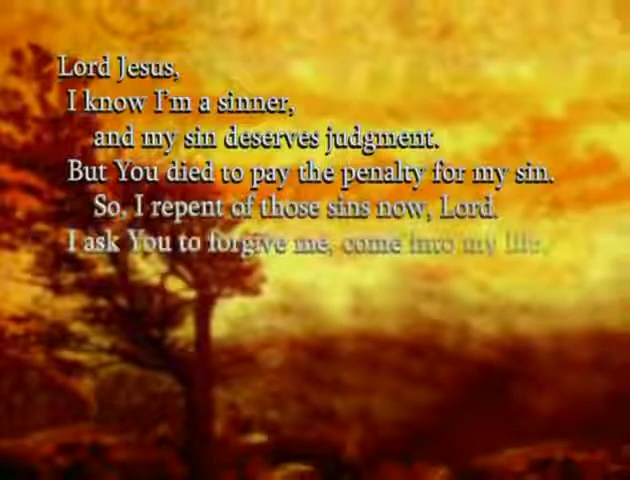 Lord Jesus,
I know I'm a sinner,
and my sin deserves judgment.
But You died to pay the penalty for my sin.
So, I repent of those sins now, Lord.
I ask You to forgive me, come into my life,